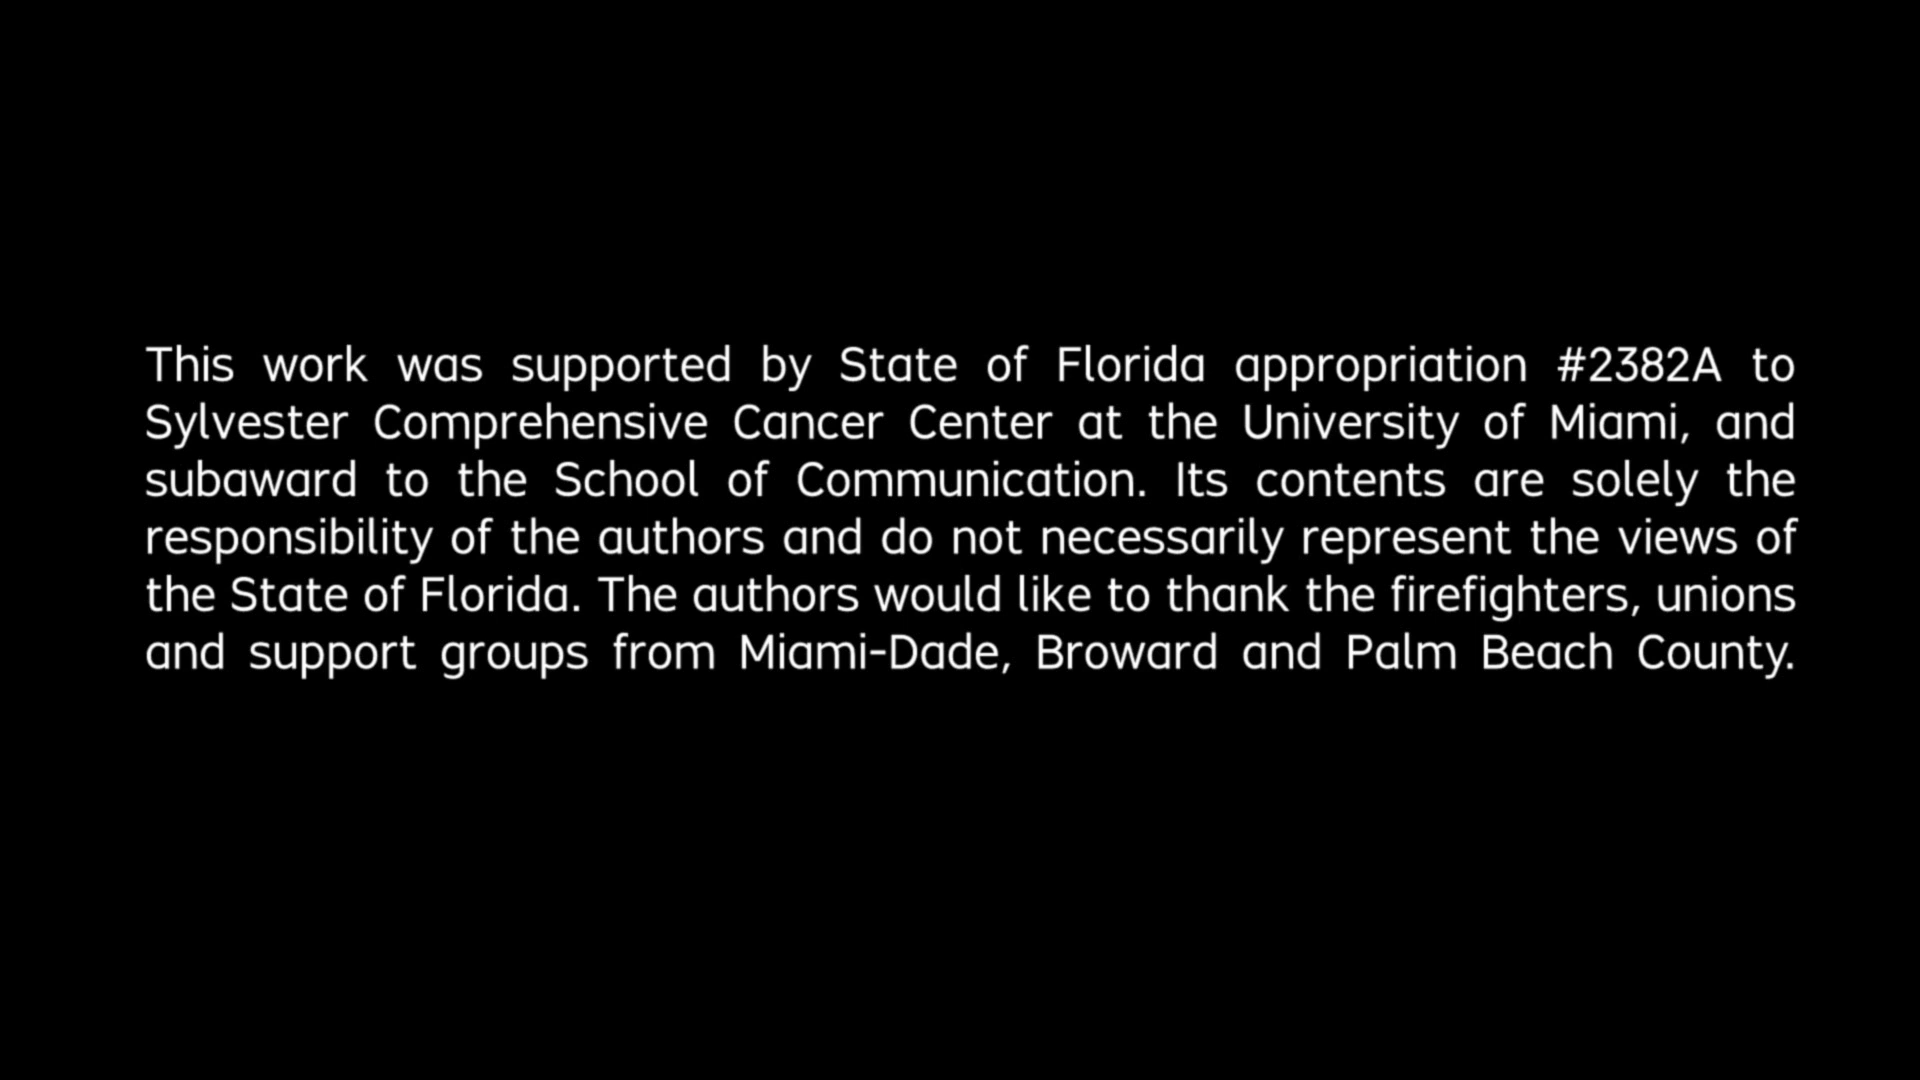 This work was supported by State of Florida appropriation #2382A to
Sylvester Comprehensive Cancer Center at the University of Miami, and
subaward to the School of Communication. Its contents are solely the
responsibility of the authors and do not necessarily represent the views of
the State of Florida. The authors would like to thank the firefighters, unions
and support groups from Miami-Dade, Broward and Palm Beach County.